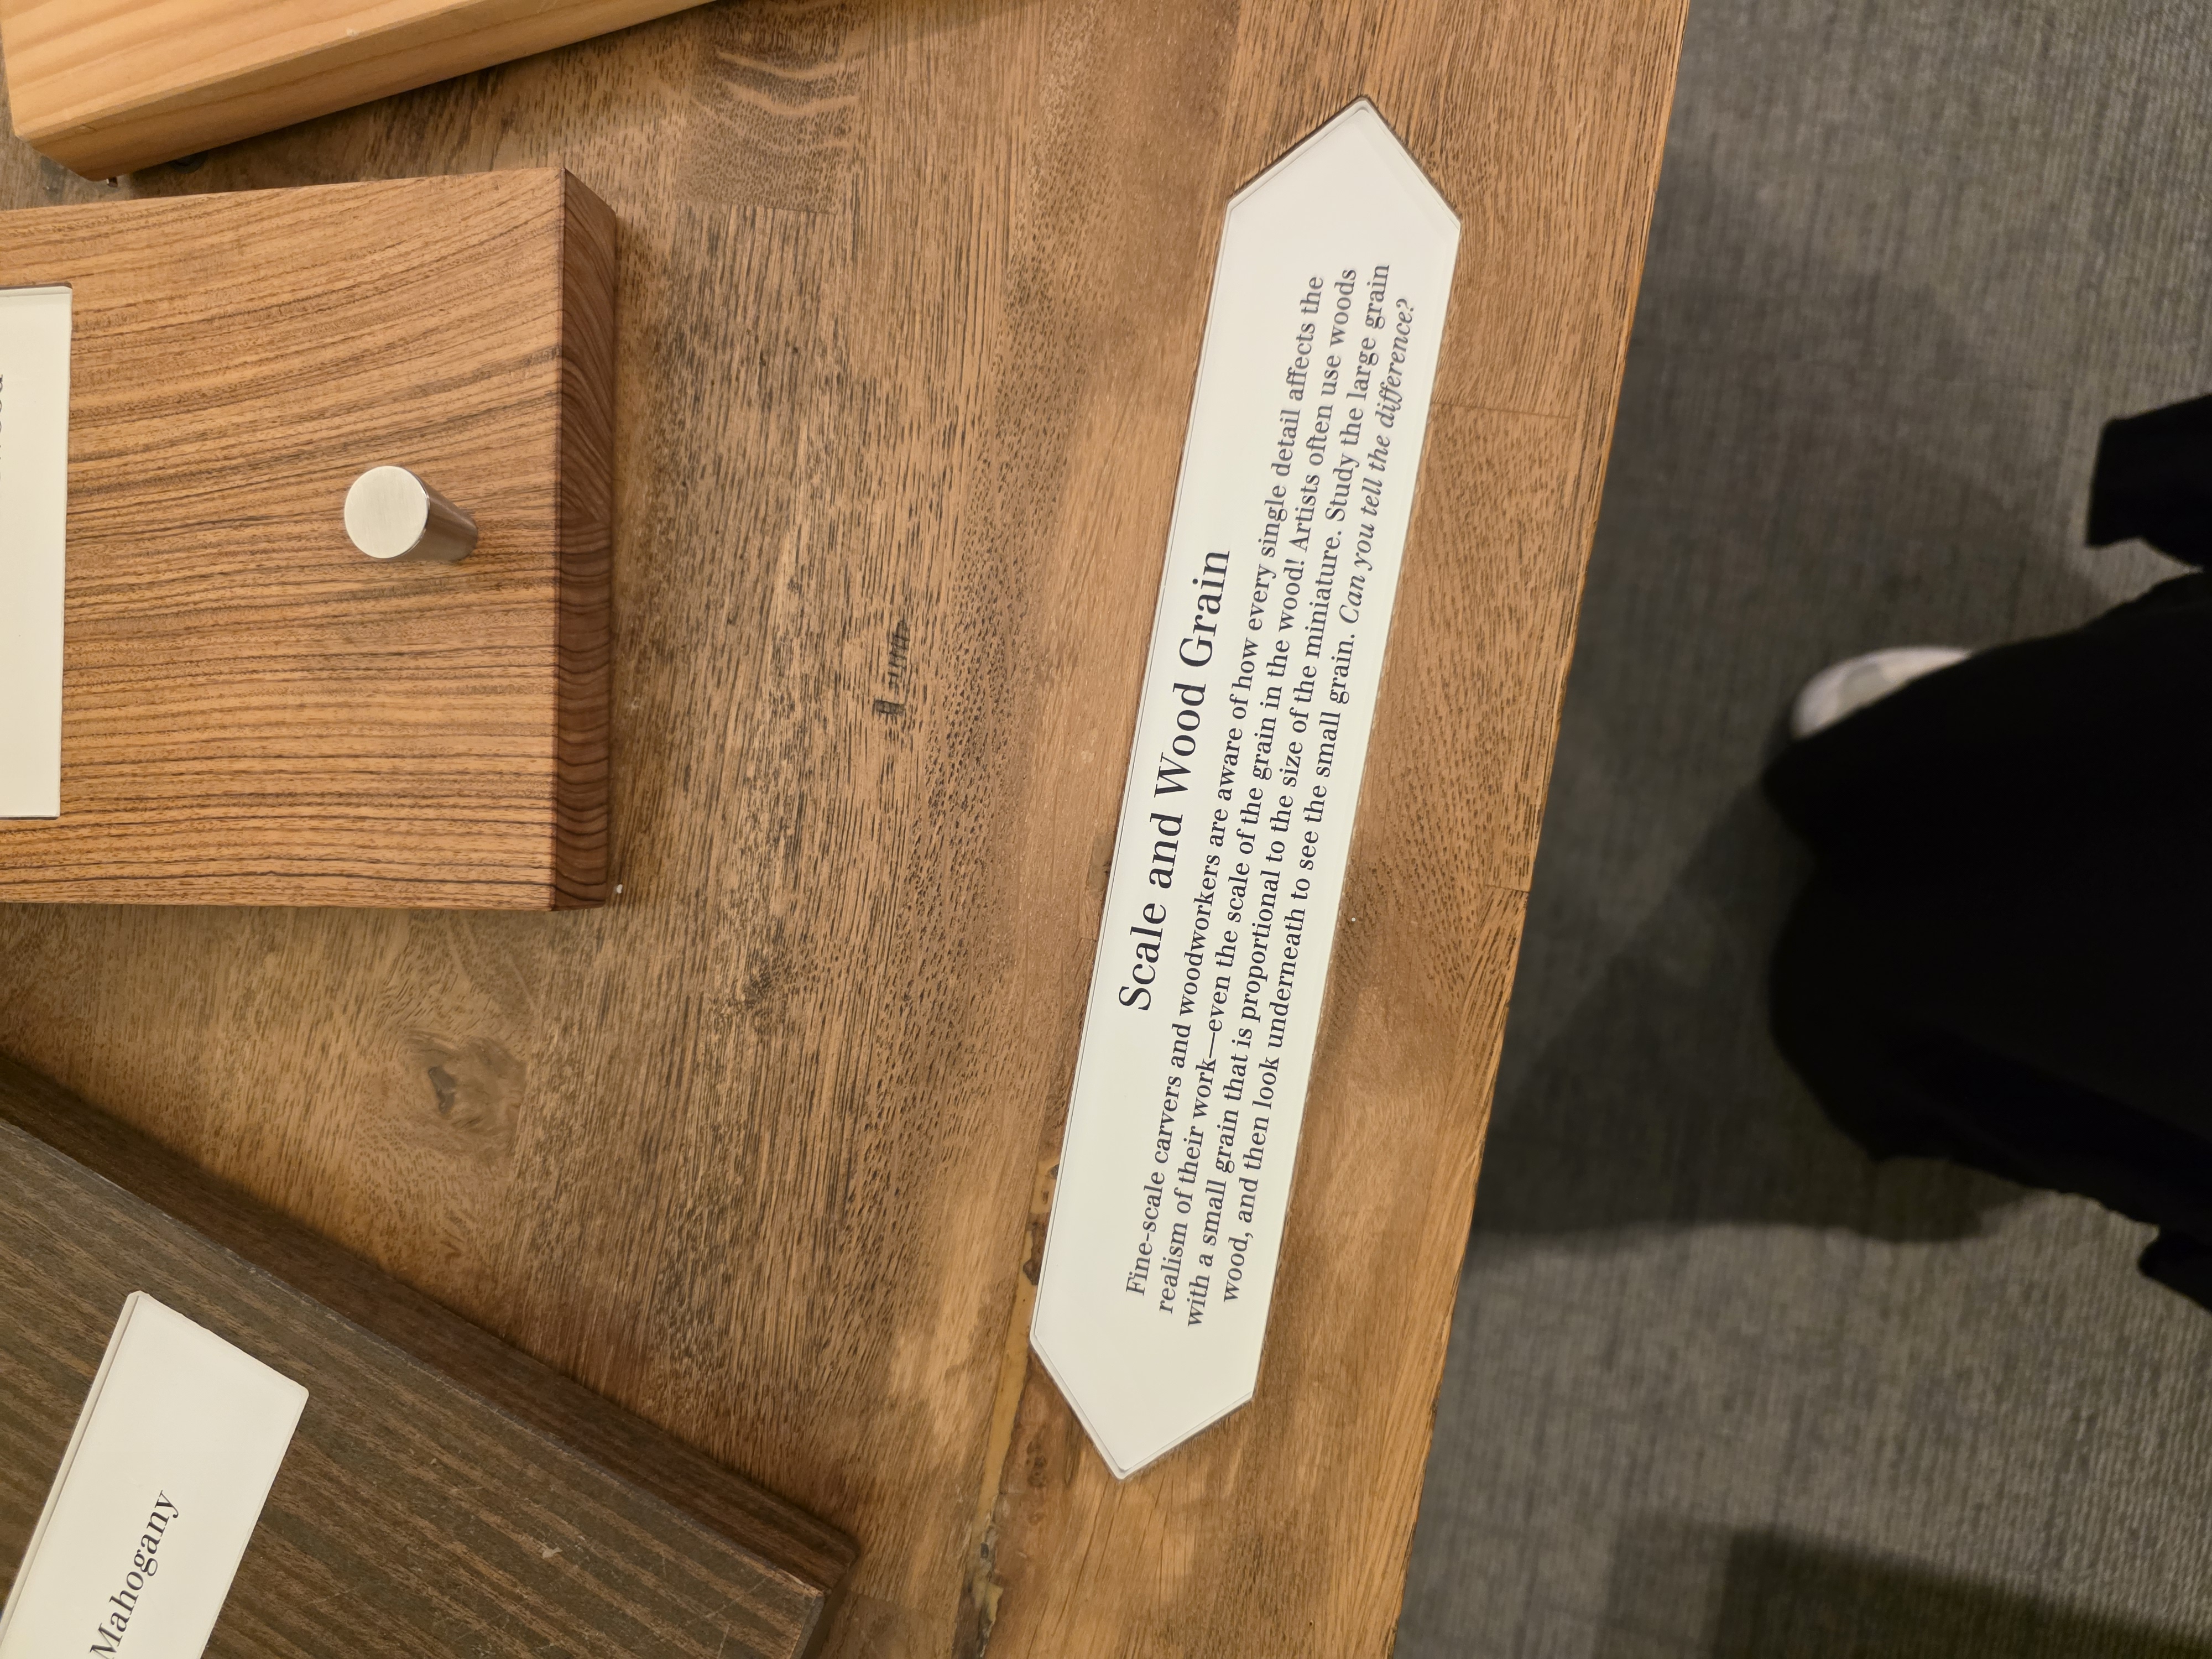 Mahogany
Scale and Wood Grain
Fine-scale carvers and woodworkers are aware of how every single detail affects the
realism of their work—even the scale of the grain in the wood! Artists often use woods
with a small grain that is proportional to the size of the miniature. Study the large grain
wood, and then look underneath to see the small grain. Can you tell the difference?